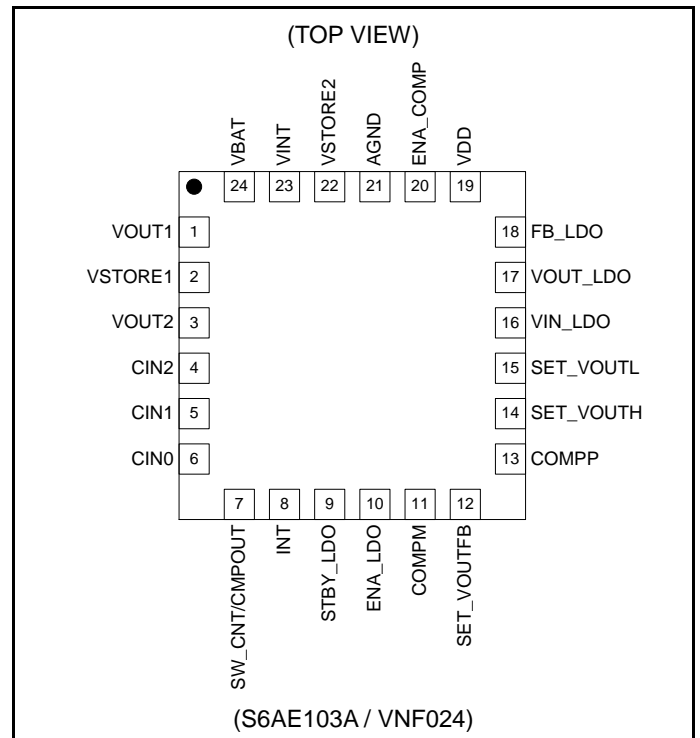 (TOP VIEW)
VBAT
VINT
VSTORE2
AGND
ENA_COMP
VDD
24
23
22
21
20
19
VOUT1 1
18 FB_LDO
VSTORE1 2
17 VOUT_LDO
VOUT2 3
16 VIN_LDO
CIN2 4
15 SET_VOUTL
CIN1 5
14 SET_VOUTH
CIN0 6
13 COMPP
7
8
9
10
11
12
SW_CNT/CMPOUT
INT
STBY_LDO
ENA_LDO
COMPM
SET_VOUTFB
(S6AE103A / VNF024)